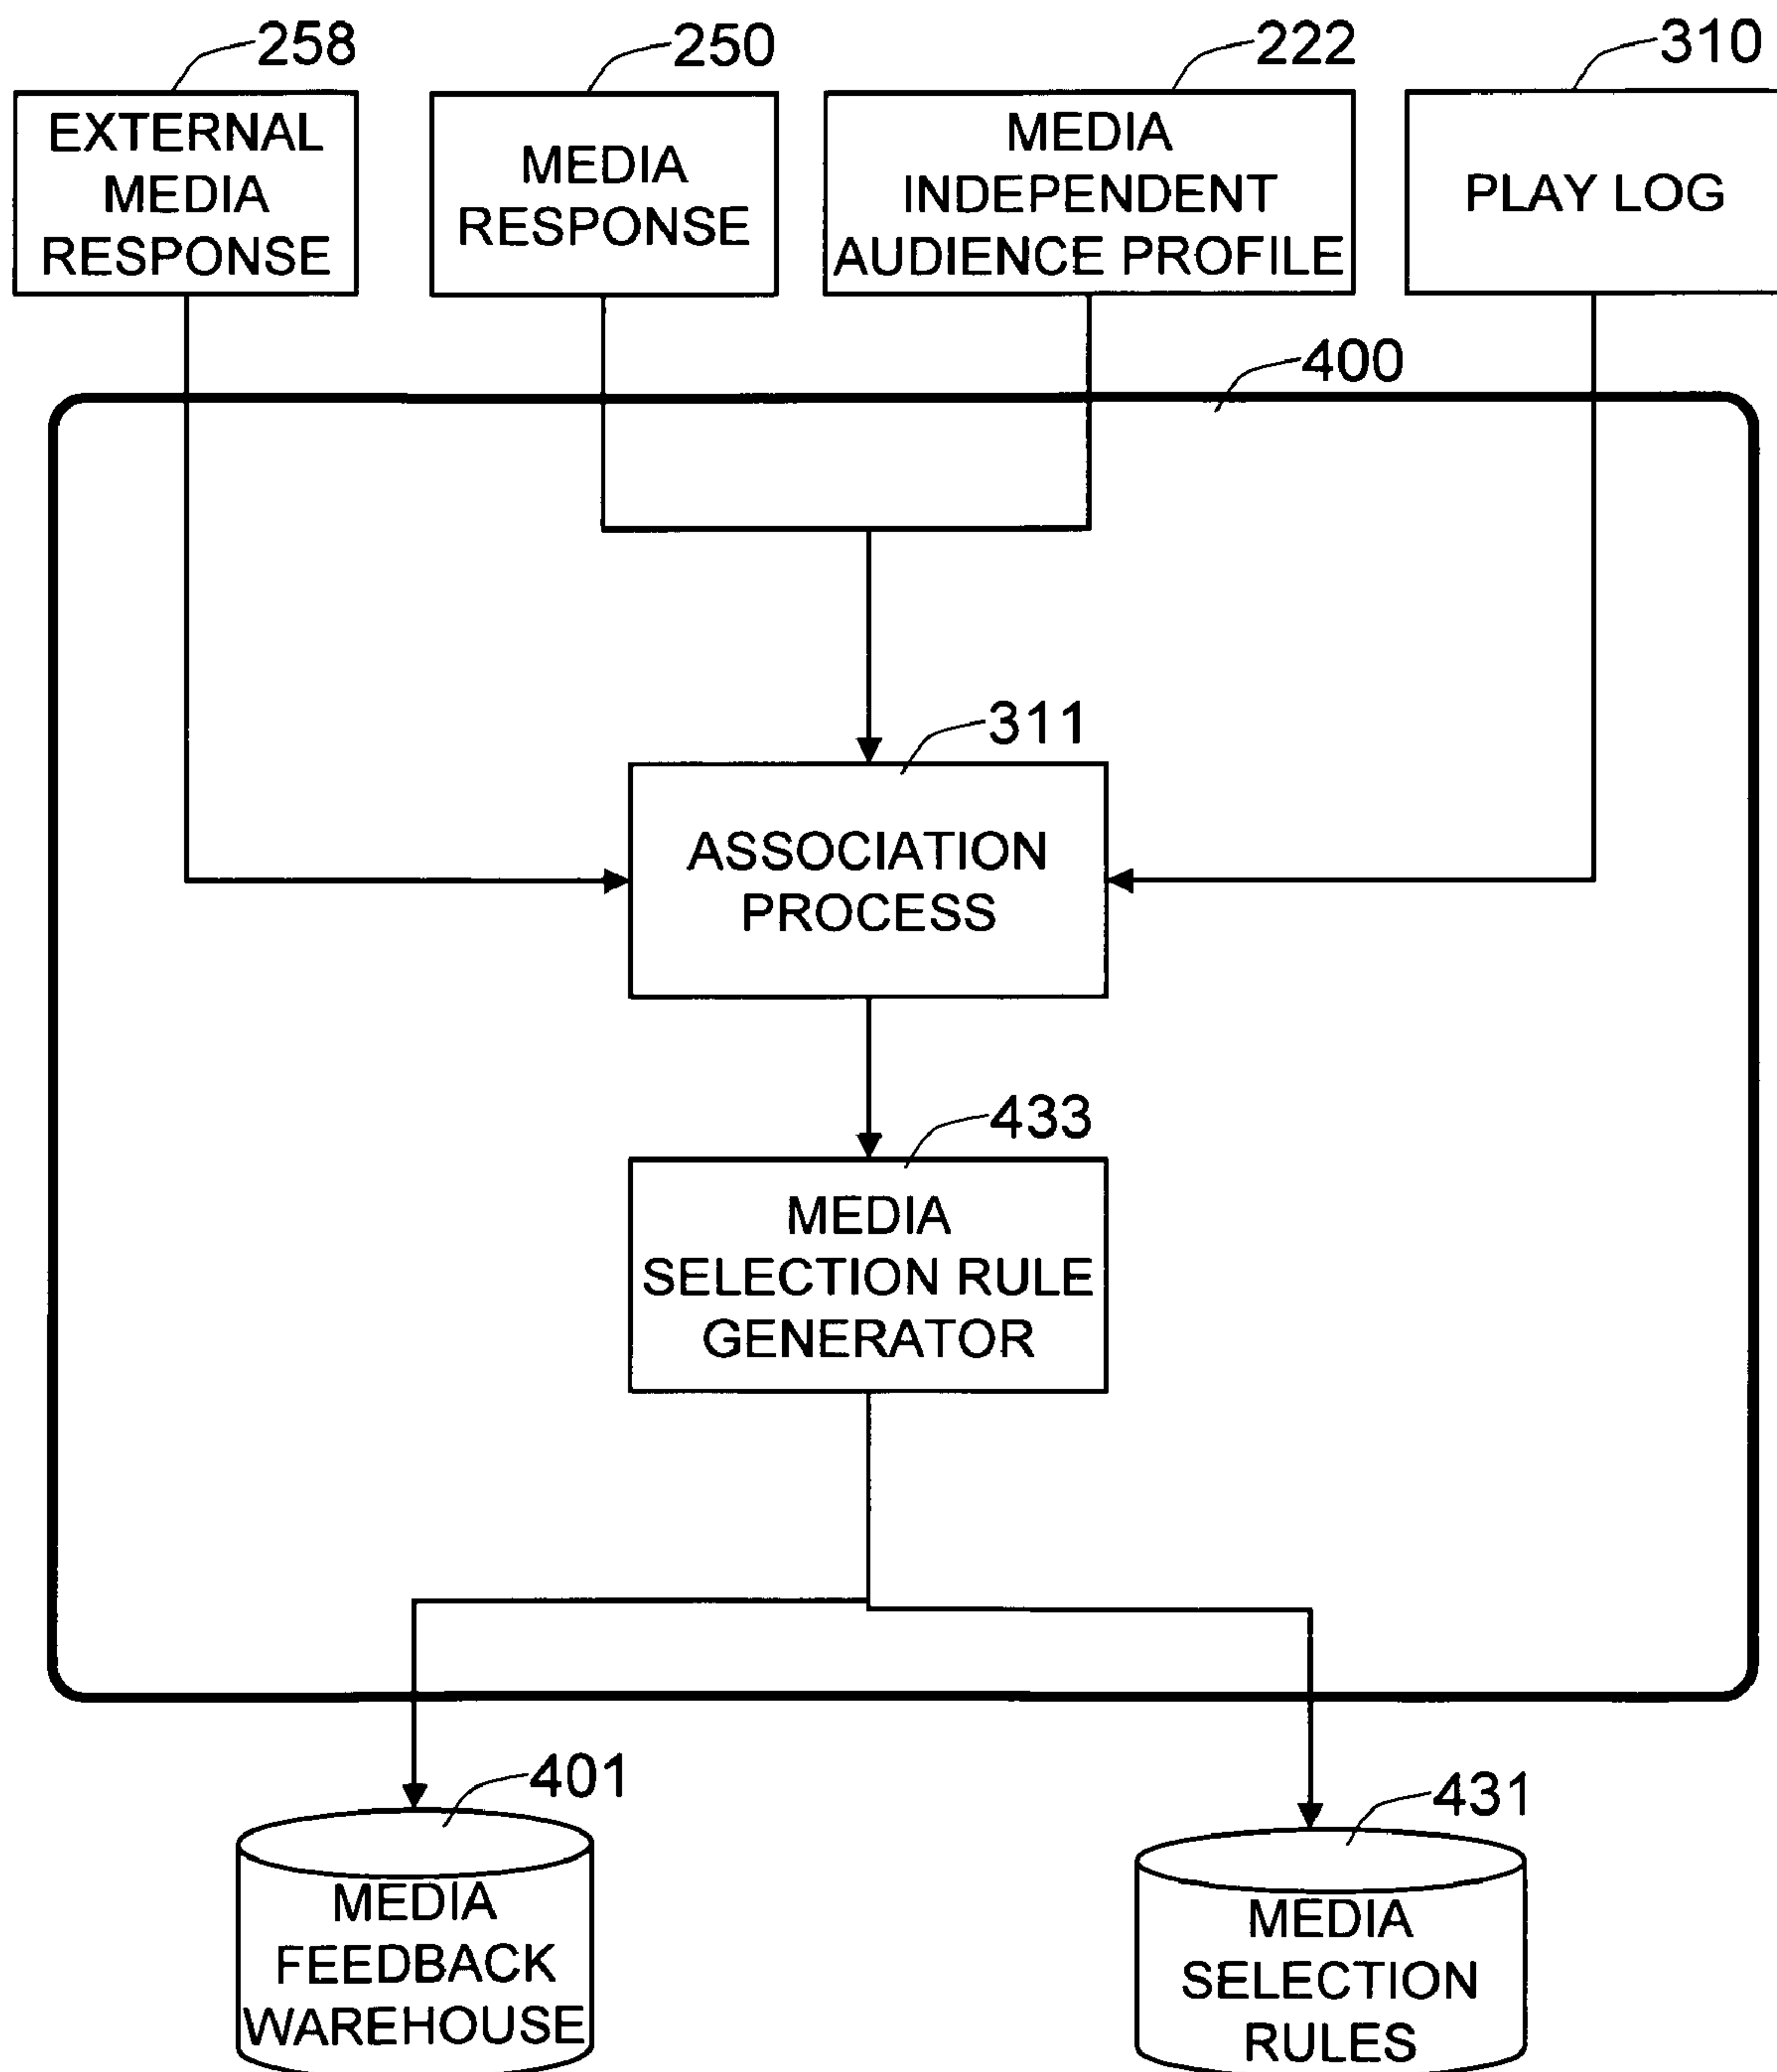 258
250
222
310
EXTERNAL
MEDIA
RESPONSE
MEDIA
RESPONSE
MEDIA
INDEPENDENT
AUDIENCE PROFILE
PLAY LOG
400
311
ASSOCIATION
PROCESS
433
MEDIA
SELECTION RULE
GENERATOR
401
MEDIA
FEEDBACK
WAREHOUSE
431
MEDIA
SELECTION
RULES